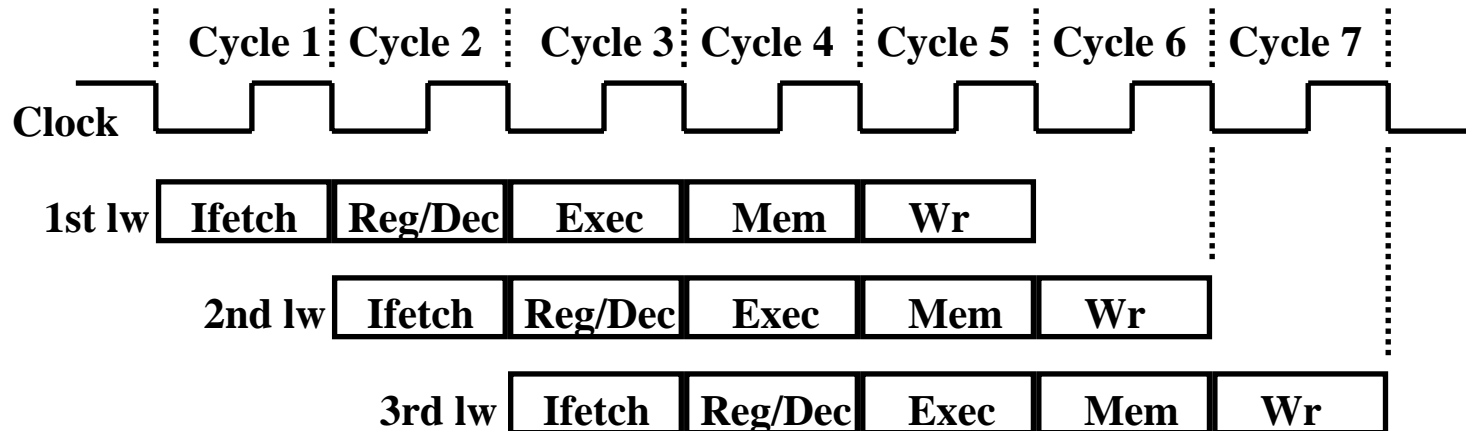 Cycle 1 Cycle 2 Cycle 3 Cycle 4 Cycle 5 Cycle 6 Cycle 7
Clock
1st lw Ifetch Reg/Dec Exec Mem Wr
2nd lw Ifetch Reg/Dec Exec Mem Wr
3rd lw Ifetch Reg/Dec Exec Mem Wr